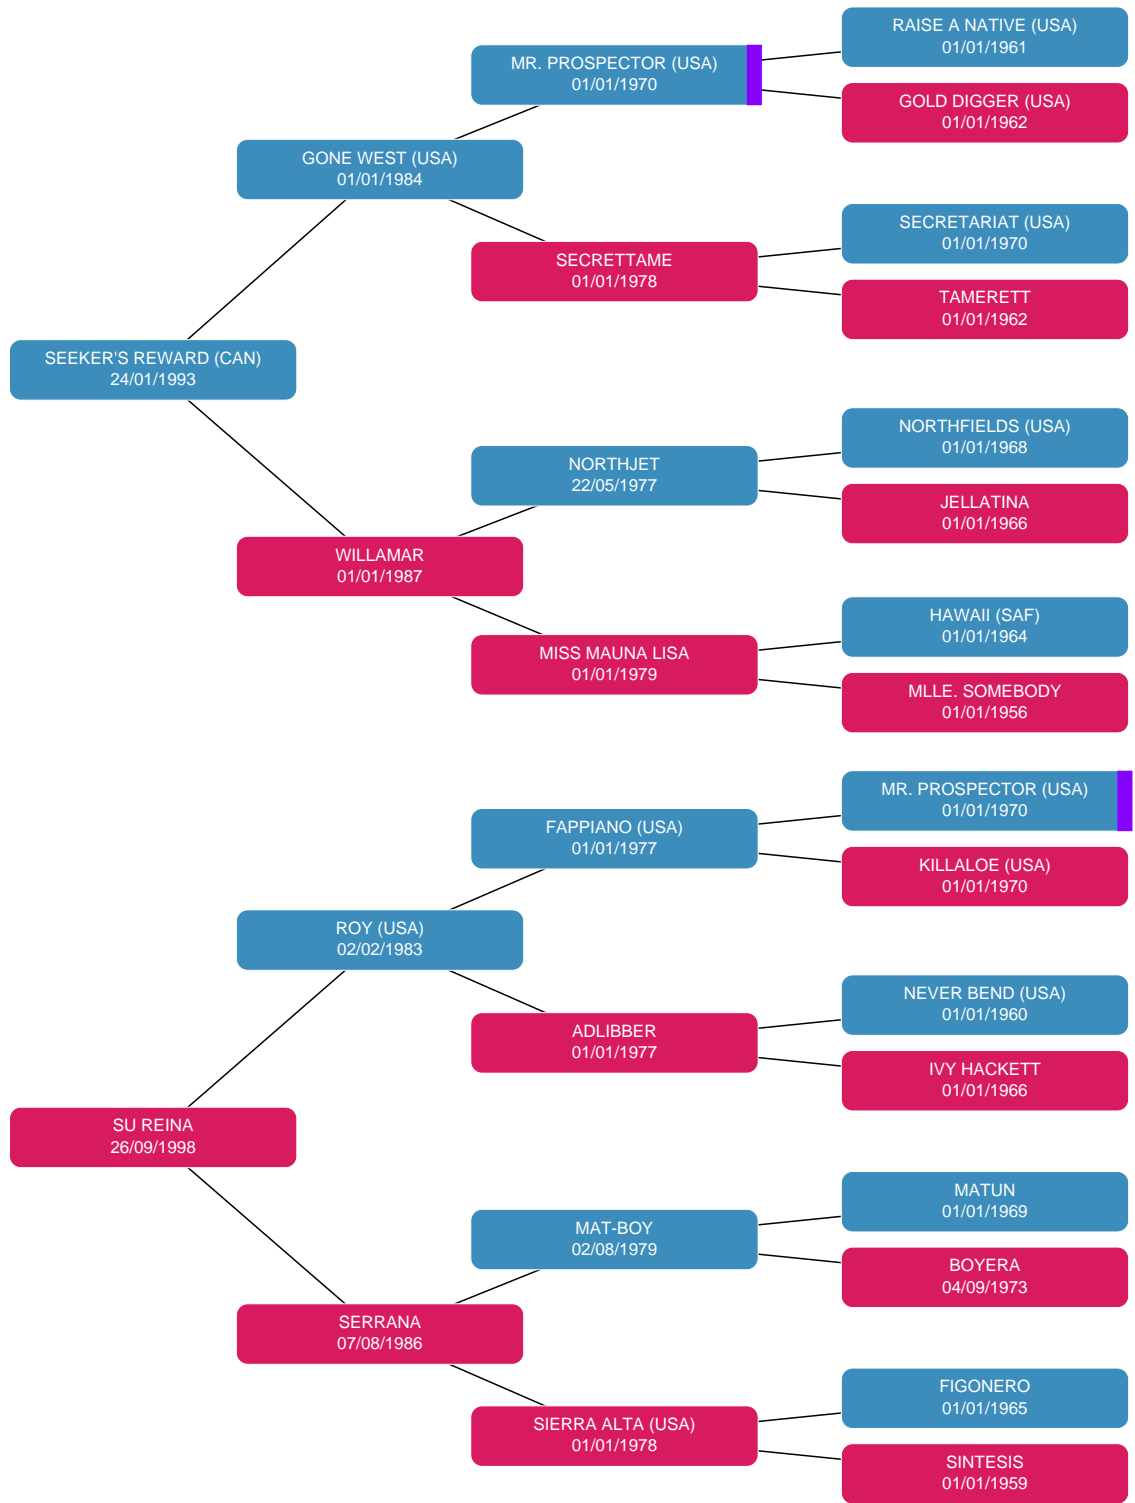 RAISE A NATIVE (USA)
01/01/1961
MR. PROSPECTOR (USA)
01/01/1970
GOLD DIGGER (USA)
01/01/1962
GONE WEST (USA)
01/01/1984
SECRETARIAT (USA)
01/01/1970
SECRETTAME
01/01/1978
TAMERETT
01/01/1962
SEEKER'S REWARD (CAN)
24/01/1993
NORTHFIELDS (USA)
01/01/1968
NORTHJET
22/05/1977
JELLATINA
01/01/1966
WILLAMAR
01/01/1987
HAWAII (SAF)
01/01/1964
MISS MAUNA LISA
01/01/1979
MLLE. SOMEBODY
01/01/1956
MR. PROSPECTOR (USA)
01/01/1970
FAPPIANO (USA)
01/01/1977
KILLALOE (USA)
01/01/1970
ROY (USA)
02/02/1983
NEVER BEND (USA)
01/01/1960
ADLIBBER
01/01/1977
IVY HACKETT
01/01/1966
SU REINA
26/09/1998
MATUN
01/01/1969
MAT-BOY
02/08/1979
BOYERA
04/09/1973
SERRANA
07/08/1986
FIGONERO
01/01/1965
SIERRA ALTA (USA)
01/01/1978
SINTESIS
01/01/1959